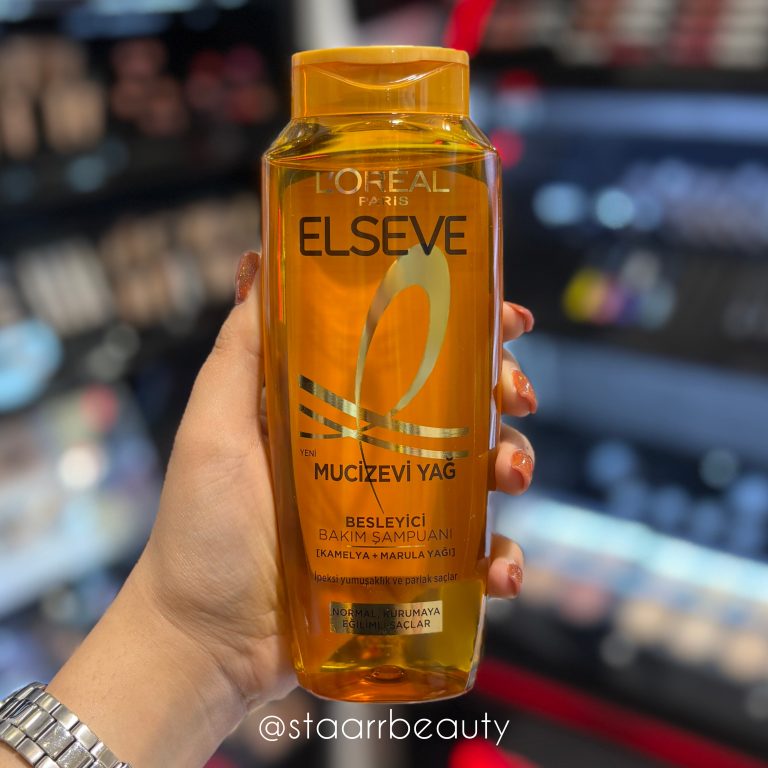 L'ORÉAL
PARİS
ELSEVE
YENİ
MUCİZEVİ YAĞ
BESLEYİCİ
BAKIM ŞAMPUANI
[KAMELYA + MARULA YAĞI]
İpeksi yumuşaklık ve parlak saçlar
NORMAL, KURUMAYA
EĞİLİMLİ SAÇLAR
@staarrbeauty